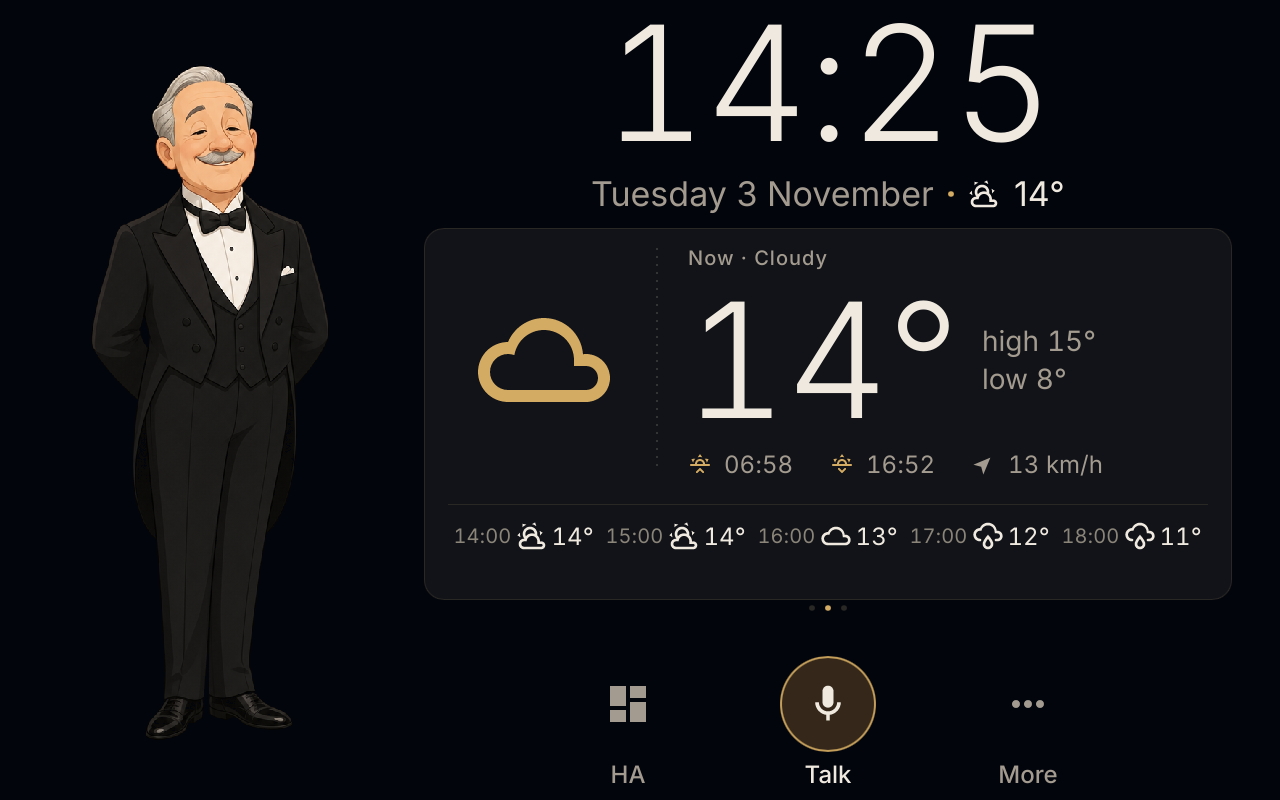 14:25
Tuesday 3 November · 14°
Now · Cloudy
14°
high 15°
low 8°
06:58 16:52 13 km/h
14:00 14° 15:00 14° 16:00 13° 17:00 12° 18:00 11°
HA Talk More